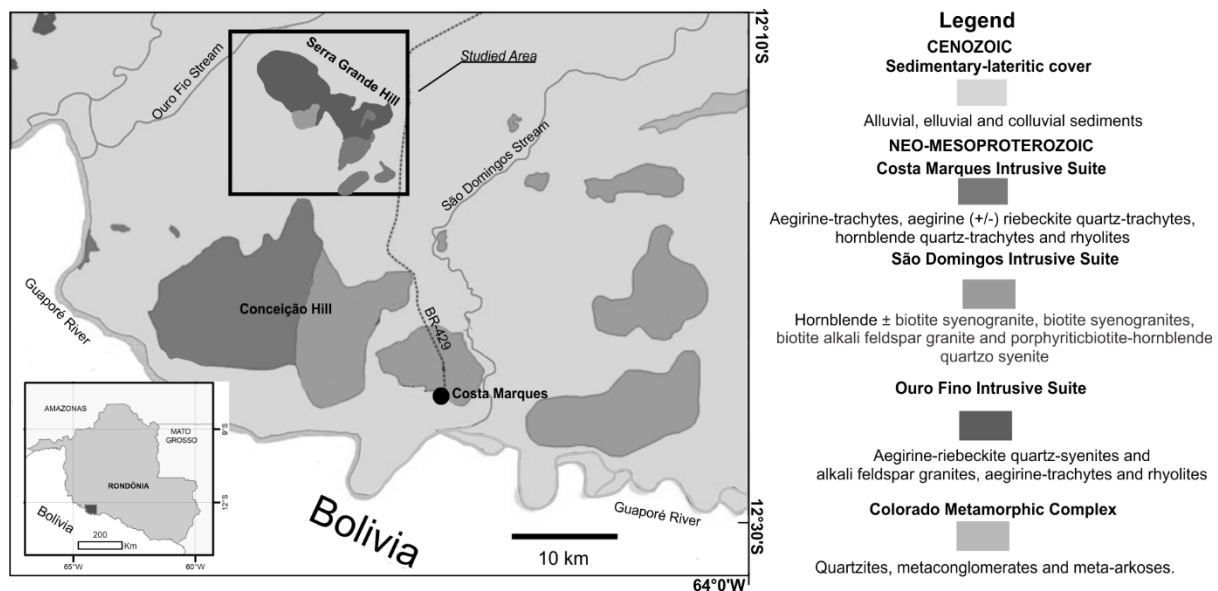 12°10'S
Serra Grande Hill
Ouro Fio Stream
Studied Area
São Domingos Stream
Guaporé River
Conceição Hill
BR-429
Costa Marques
AMAZONAS
MATO
GROSSO
9°S
RONDÔNIA
12°S
Bolivia
200
Km
65°W
60°W
Bolivia
10 km
Guaporé River
12°30'S
64°0'W
Legend
CENOZOIC
Sedimentary-lateritic cover
Alluvial, elluvial and colluvial sediments
NEO-MESOPROTEROZOIC
Costa Marques Intrusive Suite
Aegirine-trachytes, aegirine (+/-) riebeckite quartz-trachytes,
hornblende quartz-trachytes and rhyolites
São Domingos Intrusive Suite
Hornblende ± biotite syenogranite, biotite syenogranites,
biotite alkali feldspar granite and porphyriticbiotite-hornblende
quartzo syenite
Ouro Fino Intrusive Suite
Aegirine-riebeckite quartz-syenites and
alkali feldspar granites, aegirine-trachytes and rhyolites
Colorado Metamorphic Complex
Quartzites, metaconglomerates and meta-arkoses.